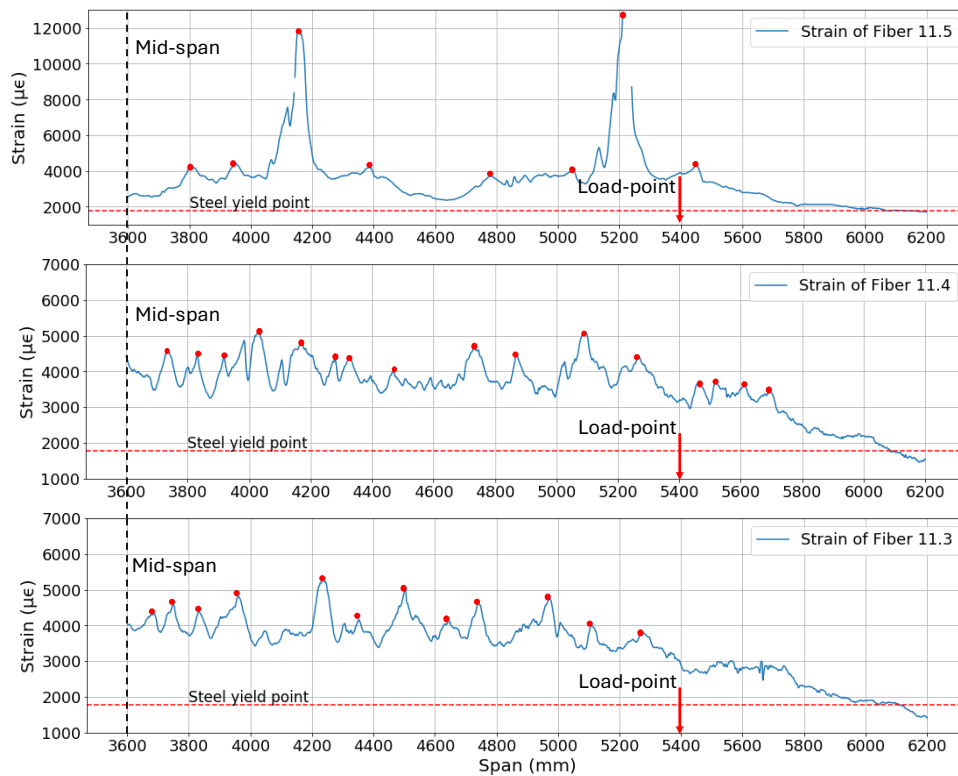 12000
10000
8000
6000
4000
2000
Strain (με)
Mid-span
Strain of Fiber 11.5
Load-point
Steel yield point
3600 3800 4000 4200 4400 4600 4800 5000 5200 5400 5600 5800 6000 6200
7000
6000
5000
4000
3000
2000
1000
Strain (με)
Mid-span
Strain of Fiber 11.4
Load-point
Steel yield point
3600 3800 4000 4200 4400 4600 4800 5000 5200 5400 5600 5800 6000 6200
7000
6000
5000
4000
3000
2000
1000
Strain (με)
Mid-span
Strain of Fiber 11.3
Load-point
Steel yield point
3600 3800 4000 4200 4400 4600 4800 5000 5200 5400 5600 5800 6000 6200
Span (mm)